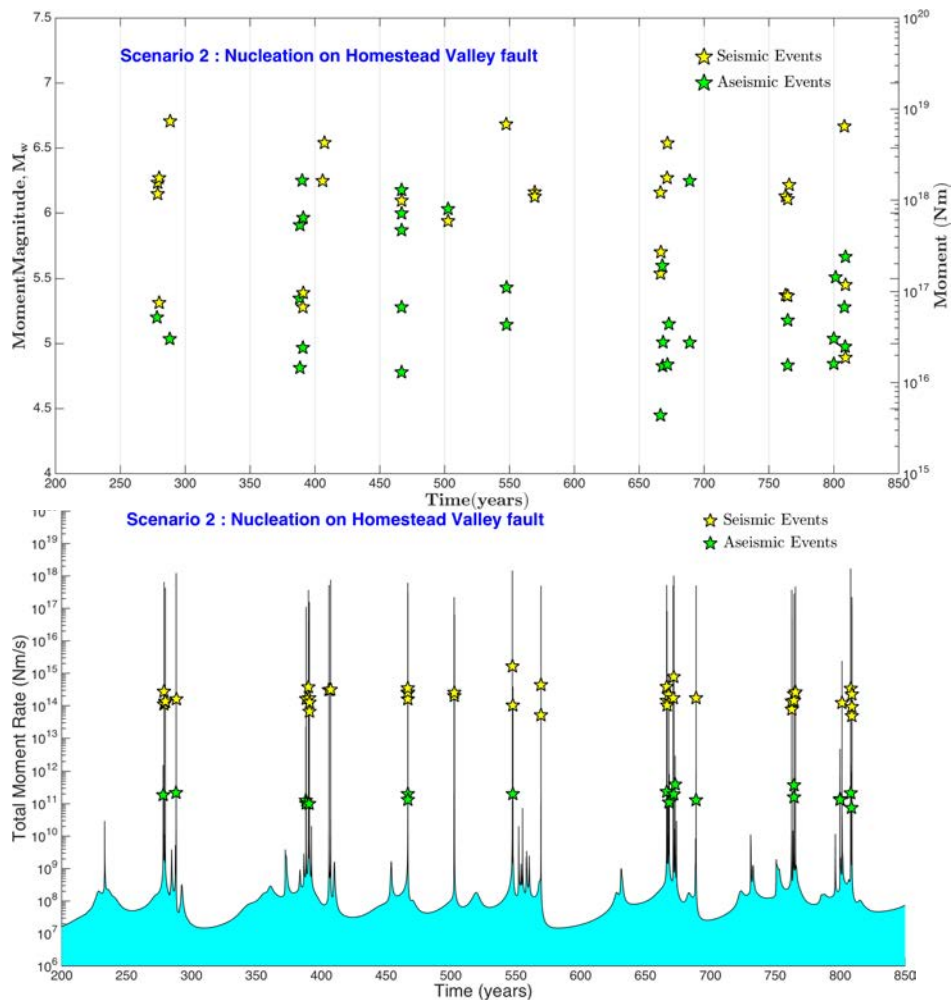 7.5
7
6.5
6
5.5
5
4.5
4
MomentMagnitude, M_w
Scenario 2 : Nucleation on Homestead Valley fault
Seismic Events
Aseismic Events
10^20
10^19
10^18
10^17
10^16
10^15
Moment (Nm)
200 250 300 350 400 450 500 550 600 650 700 750 800 850
Time(years)
Scenario 2 : Nucleation on Homestead Valley fault
Seismic Events
Aseismic Events
10^19
10^18
10^17
10^16
10^15
10^14
10^13
10^12
10^11
10^10
10^9
10^8
10^7
10^6
Total Moment Rate (Nm/s)
200 250 300 350 400 450 500 550 600 650 700 750 800 850
Time (years)